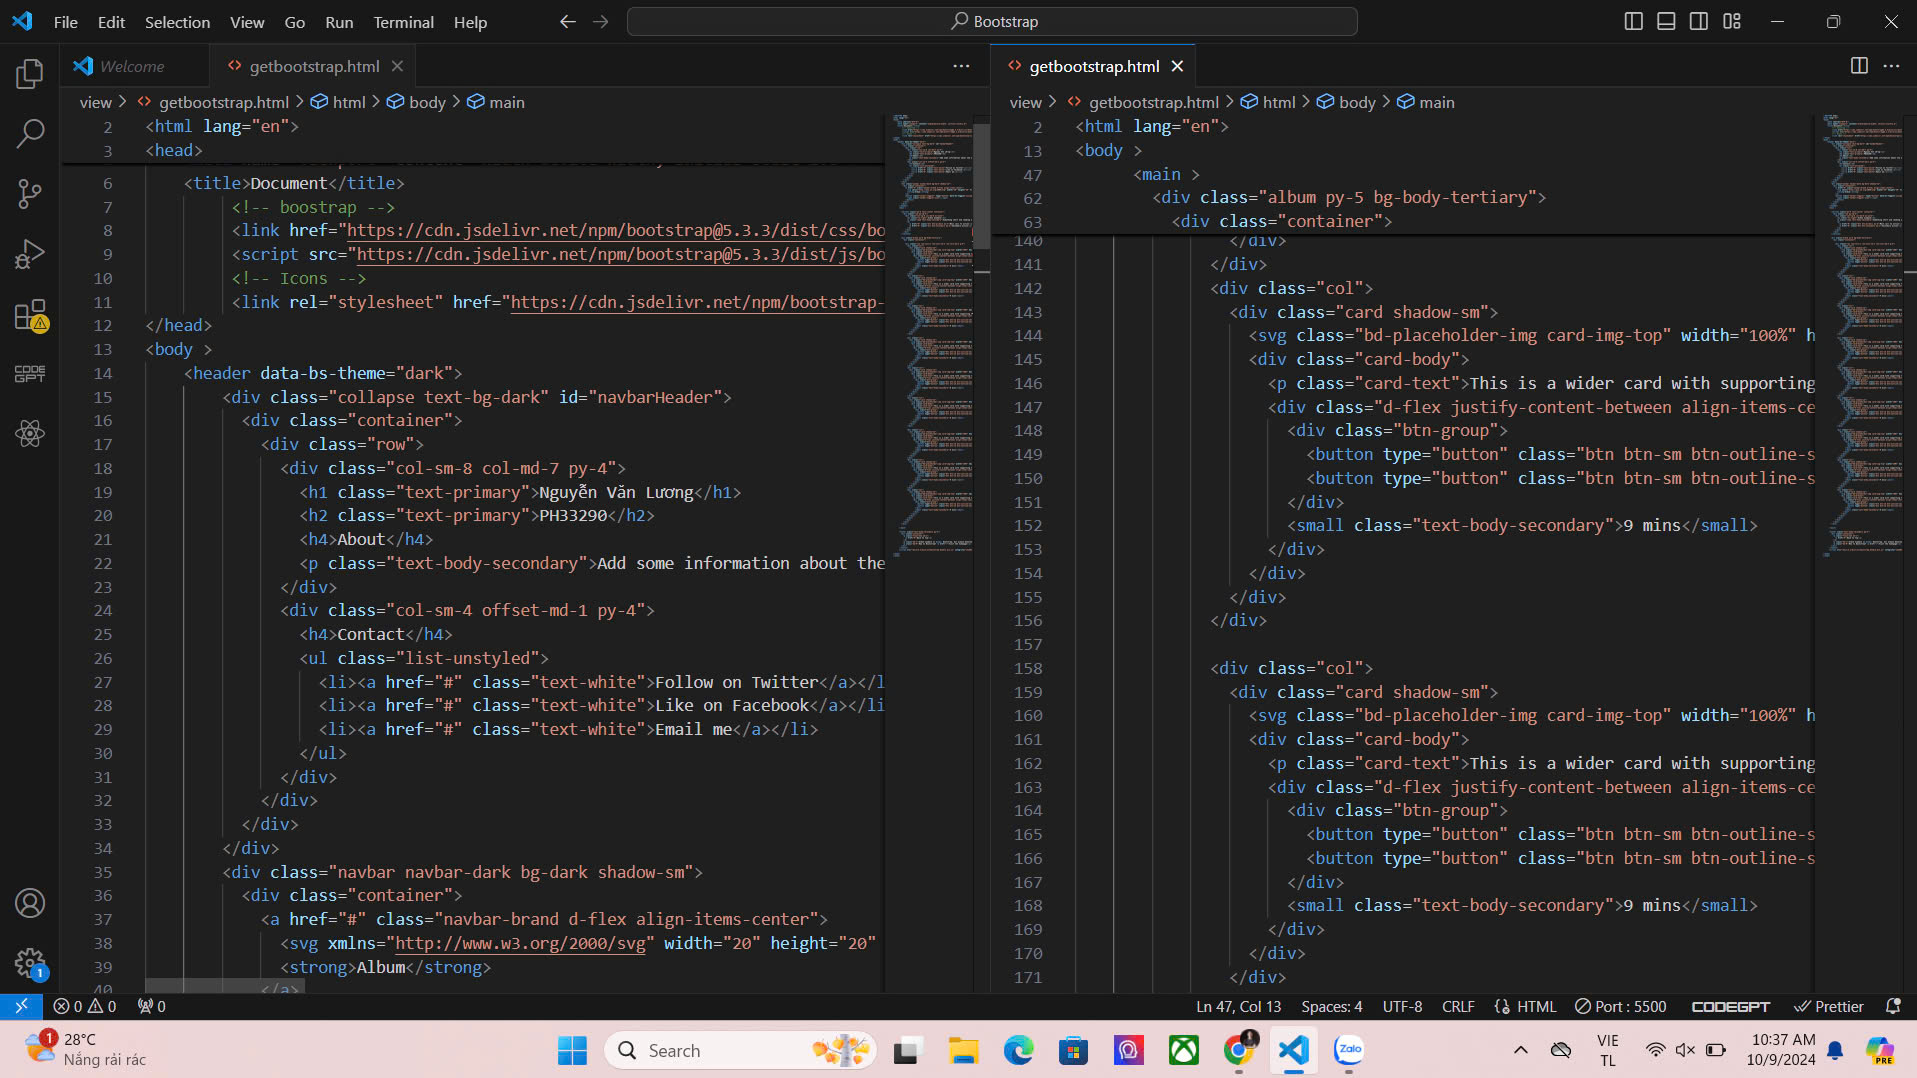 File Edit Selection View Go Run Terminal Help
Bootstrap
Welcome
getbootstrap.html
view > getbootstrap.html > html > body > main
2 <html lang="en">
3 <head>
6 <title>Document</title>
7 <!-- boostrap -->
8 <link href="https://cdn.jsdelivr.net/npm/bootstrap@5.3.3/dist/css/bo
9 <script src="https://cdn.jsdelivr.net/npm/bootstrap@5.3.3/dist/js/bo
10 <!-- Icons -->
11 <link rel="stylesheet" href="https://cdn.jsdelivr.net/npm/bootstrap-
12 </head>
13 <body >
14 <header data-bs-theme="dark">
15 <div class="collapse text-bg-dark" id="navbarHeader">
16 <div class="container">
17 <div class="row">
18 <div class="col-sm-8 col-md-7 py-4">
19 <h1 class="text-primary">Nguyễn Văn Lương</h1>
20 <h2 class="text-primary">PH33290</h2>
21 <h4>About</h4>
22 <p class="text-body-secondary">Add some information about the
23 </div>
24 <div class="col-sm-4 offset-md-1 py-4">
25 <h4>Contact</h4>
26 <ul class="list-unstyled">
27 <li><a href="#" class="text-white">Follow on Twitter</a></l
28 <li><a href="#" class="text-white">Like on Facebook</a></li
29 <li><a href="#" class="text-white">Email me</a></li>
30 </ul>
31 </div>
32 </div>
33 </div>
34 </div>
35 <div class="navbar navbar-dark bg-dark shadow-sm">
36 <div class="container">
37 <a href="#" class="navbar-brand d-flex align-items-center">
38 <svg xmlns="http://www.w3.org/2000/svg" width="20" height="20"
39 <strong>Album</strong>
40 </a>
getbootstrap.html
view > getbootstrap.html > html > body > main
2 <html lang="en">
13 <body >
47 <main >
62 <div class="album py-5 bg-body-tertiary">
63 <div class="container">
140 </div>
141 </div>
142 <div class="col">
143 <div class="card shadow-sm">
144 <svg class="bd-placeholder-img card-img-top" width="100%" h
145 <div class="card-body">
146 <p class="card-text">This is a wider card with supporting
147 <div class="d-flex justify-content-between align-items-ce
148 <div class="btn-group">
149 <button type="button" class="btn btn-sm btn-outline-s
150 <button type="button" class="btn btn-sm btn-outline-s
151 </div>
152 <small class="text-body-secondary">9 mins</small>
153 </div>
154 </div>
155 </div>
156 </div>
157
158 <div class="col">
159 <div class="card shadow-sm">
160 <svg class="bd-placeholder-img card-img-top" width="100%" h
161 <div class="card-body">
162 <p class="card-text">This is a wider card with supporting
163 <div class="d-flex justify-content-between align-items-ce
164 <div class="btn-group">
165 <button type="button" class="btn btn-sm btn-outline-s
166 <button type="button" class="btn btn-sm btn-outline-s
167 </div>
168 <small class="text-body-secondary">9 mins</small>
169 </div>
170 </div>
171 </div>
CODE GPT
1
0 0 0 Ln 47, Col 13 Spaces: 4 UTF-8 CRLF HTML Port : 5500 CODEGPT Prettier
1
28°C
Nắng rải rác
Search
Zalo
VIE
TL
10:37 AM
10/9/2024
PRE